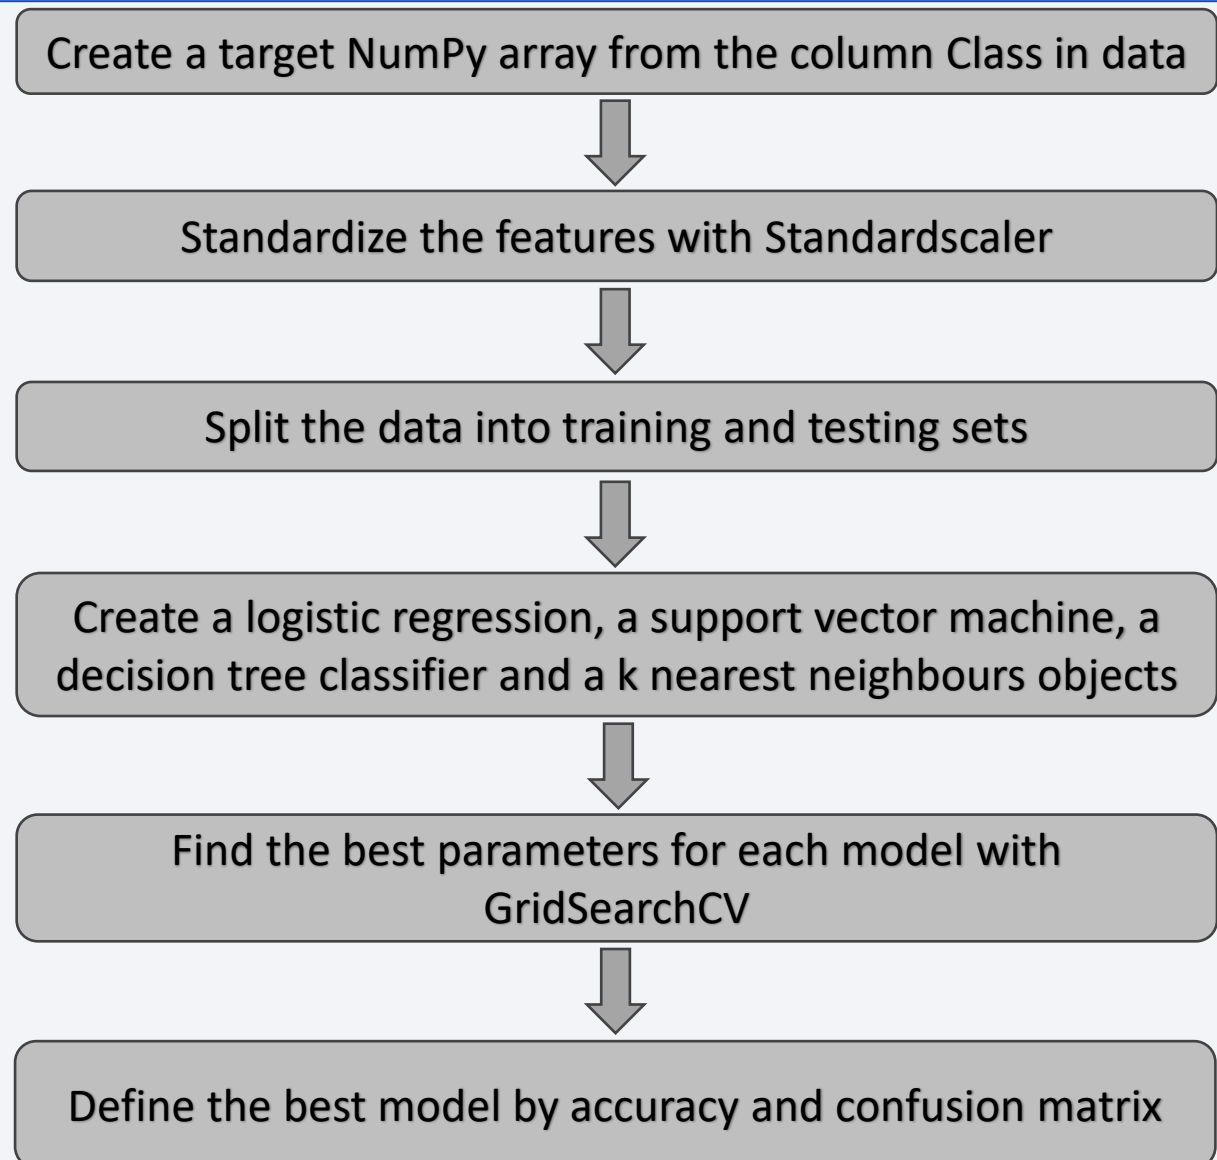 Create a target NumPy array from the column Class in data
Standardize the features with Standardscaler
Split the data into training and testing sets
Create a logistic regression, a support vector machine, a
decision tree classifier and a k nearest neighbours objects
Find the best parameters for each model with
GridSearchCV
Define the best model by accuracy and confusion matrix